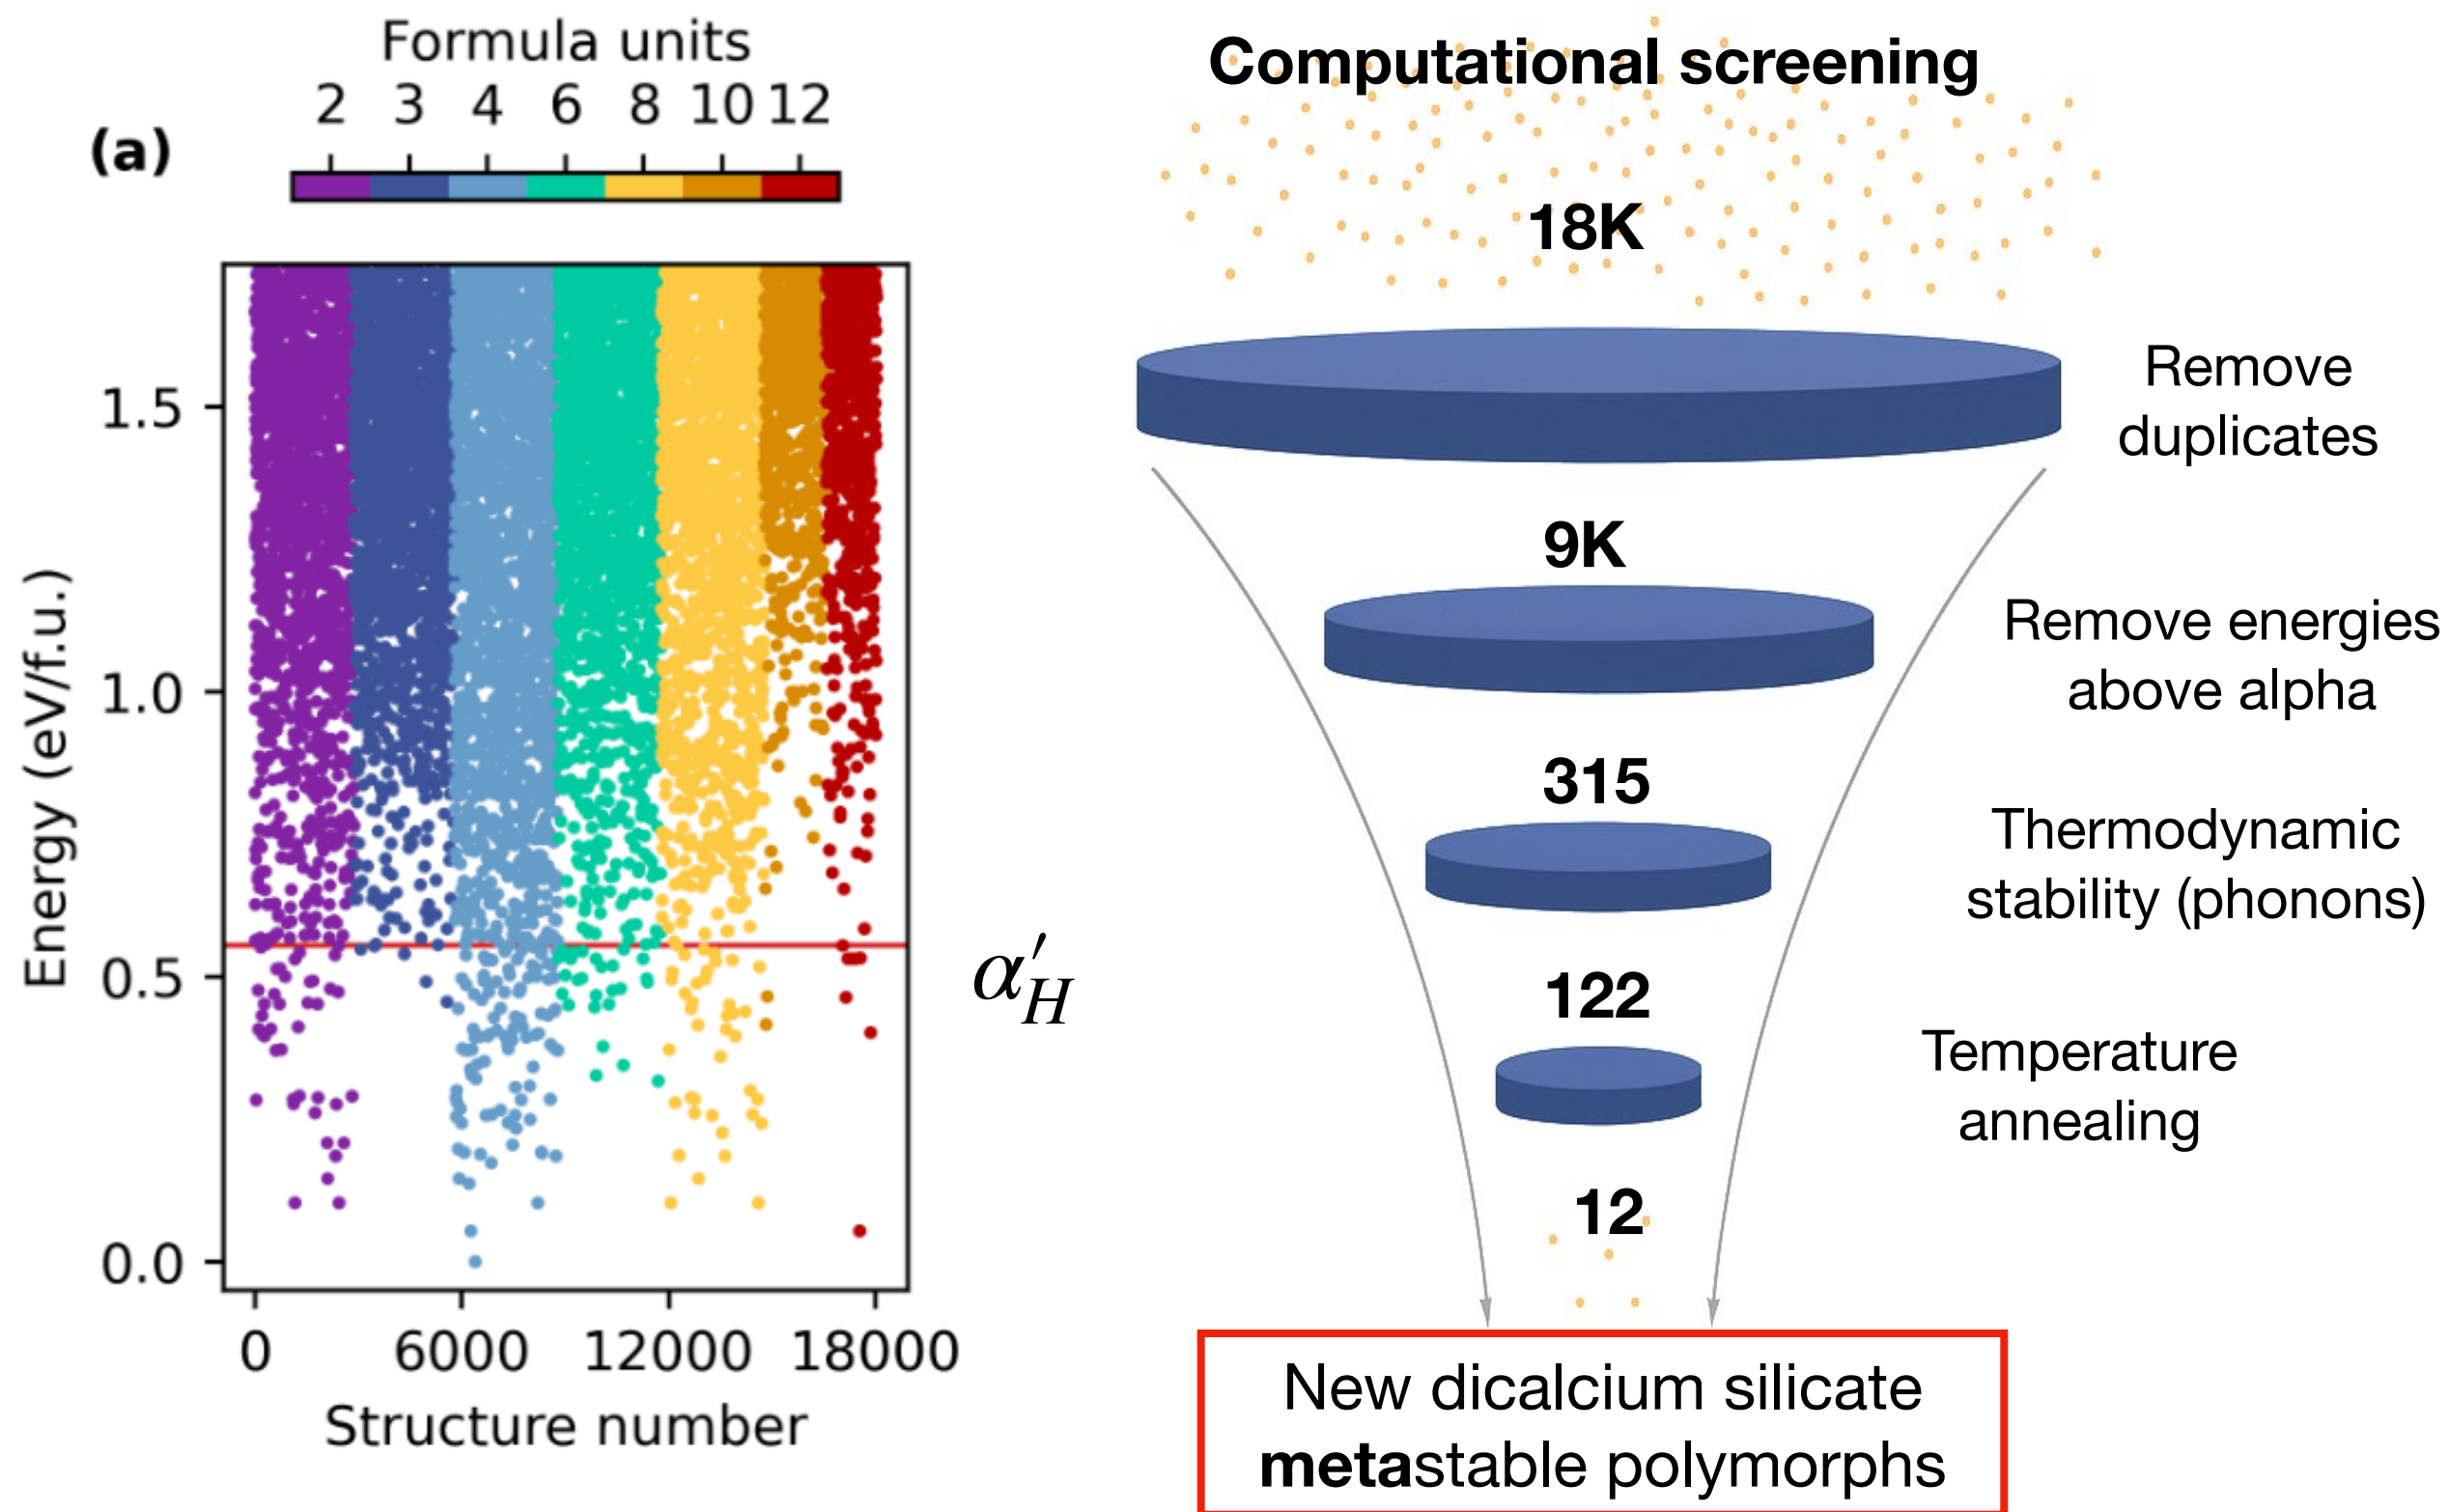 Formula units
2 3 4 6 8 10 12
(a)
1.5
1.0
0.5
0.0
Energy (eV/f.u.)
0 6000 12000 18000
Structure number
α′H
Computational screening
18K
Remove
duplicates
9K
Remove energies
above alpha
315
Thermodynamic
stability (phonons)
122
Temperature
annealing
12
New dicalcium silicate
metastable polymorphs